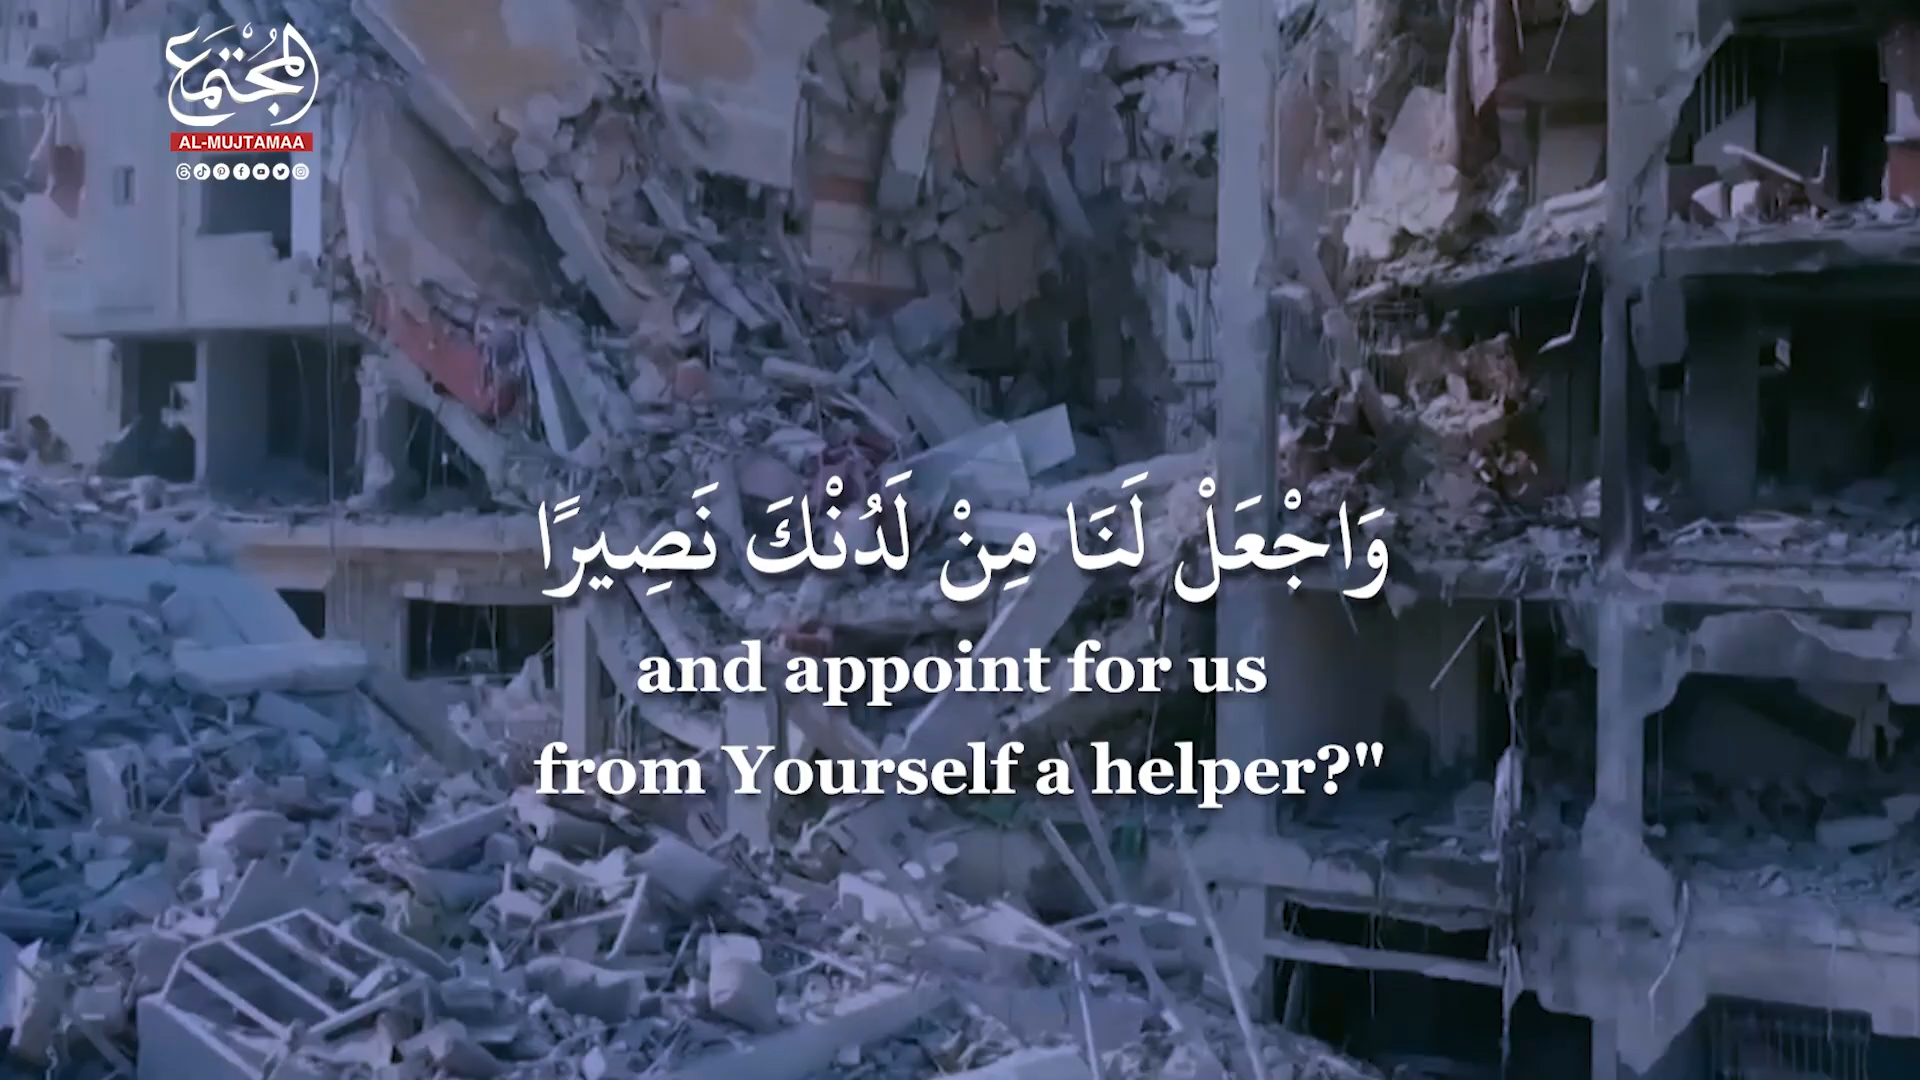 المجتمع
AL-MUJTAMAA
وَاجْعَلْ لَنَا مِنْ لَدُنْكَ نَصِيرًا
and appoint for us
from Yourself a helper?"